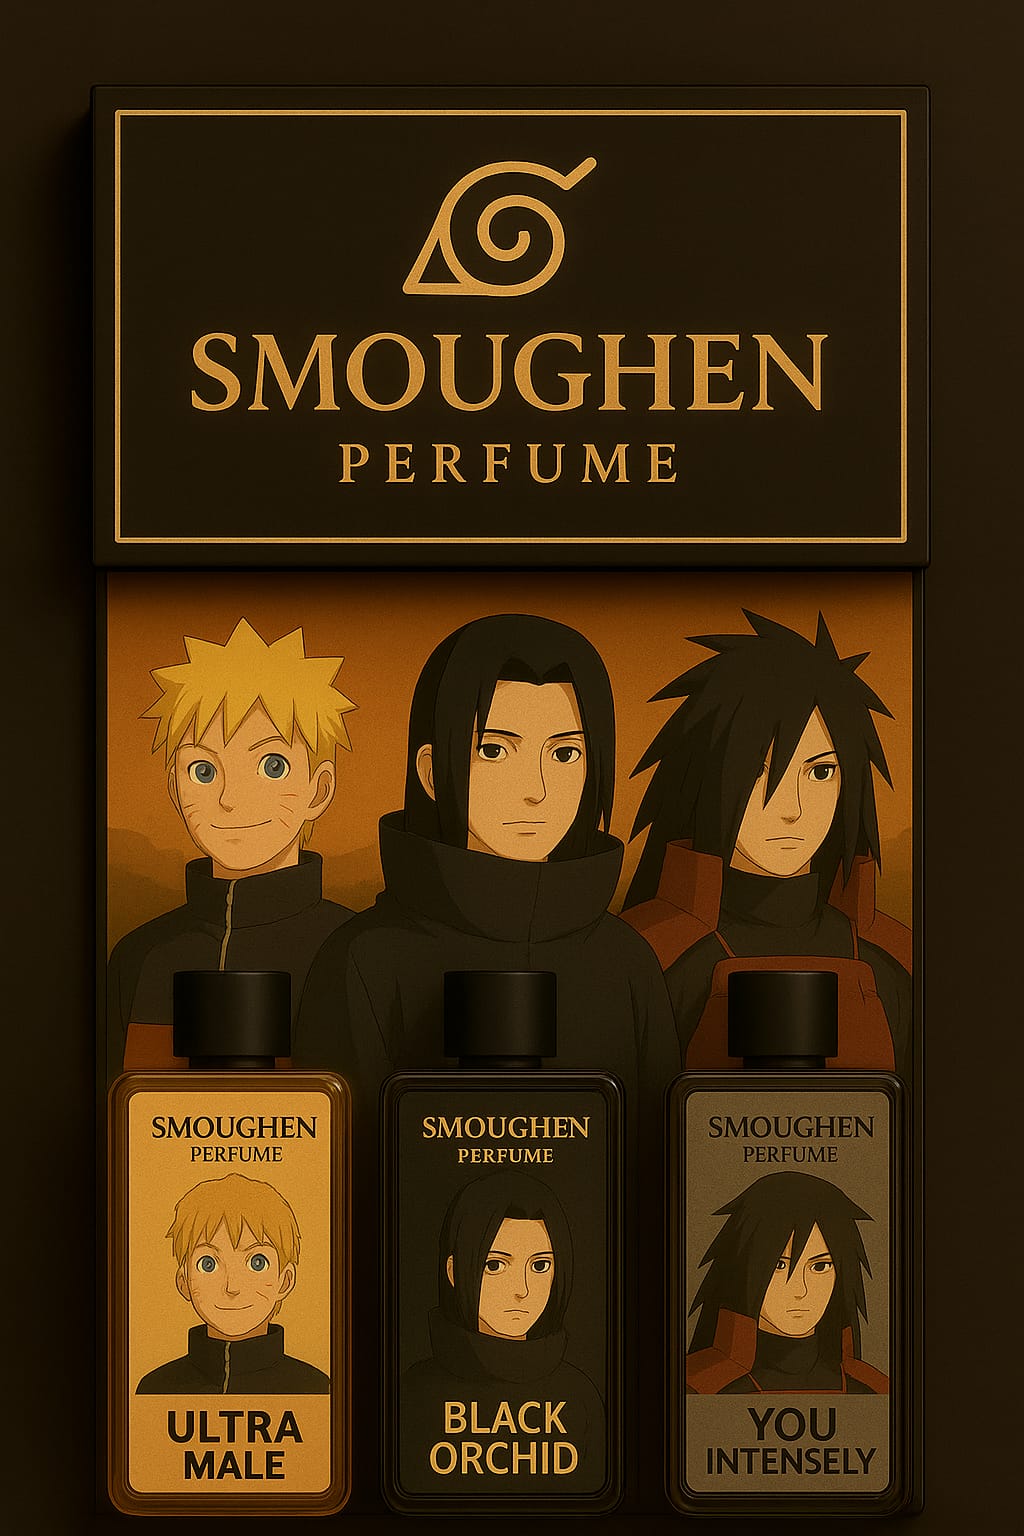 SMOUGHEN
PERFUME
SMOUGHEN
PERFUME
ULTRA
MALE
SMOUGHEN
PERFUME
BLACK
ORCHID
SMOUGHEN
PERFUME
YOU
INTENSELY